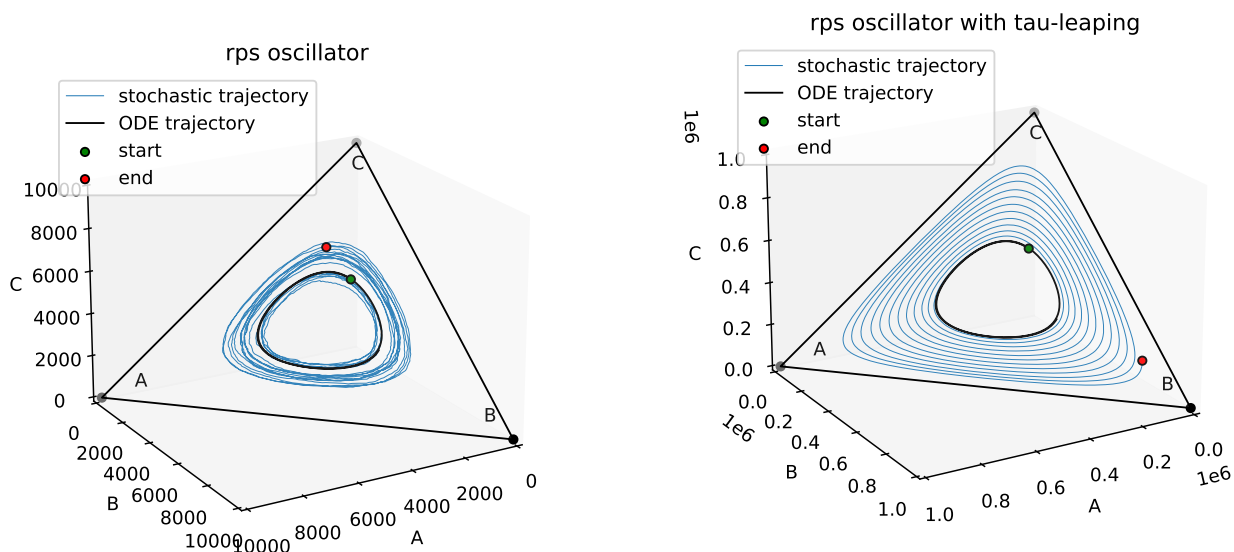 rps oscillator
stochastic trajectory
ODE trajectory
start
end
C
A
B
10000
8000
6000
4000
2000
0
C
0
2000
4000
6000
8000
10000
B
10000
8000
6000
4000
2000
0
A
rps oscillator with tau-leaping
stochastic trajectory
ODE trajectory
start
end
C
A
B
1e6
1.0
0.8
0.6
0.4
0.2
0.0
C
0.0
0.2
0.4
0.6
0.8
1.0
1e6
B
1.0
0.8
0.6
0.4
0.2
0.0
1e6
A